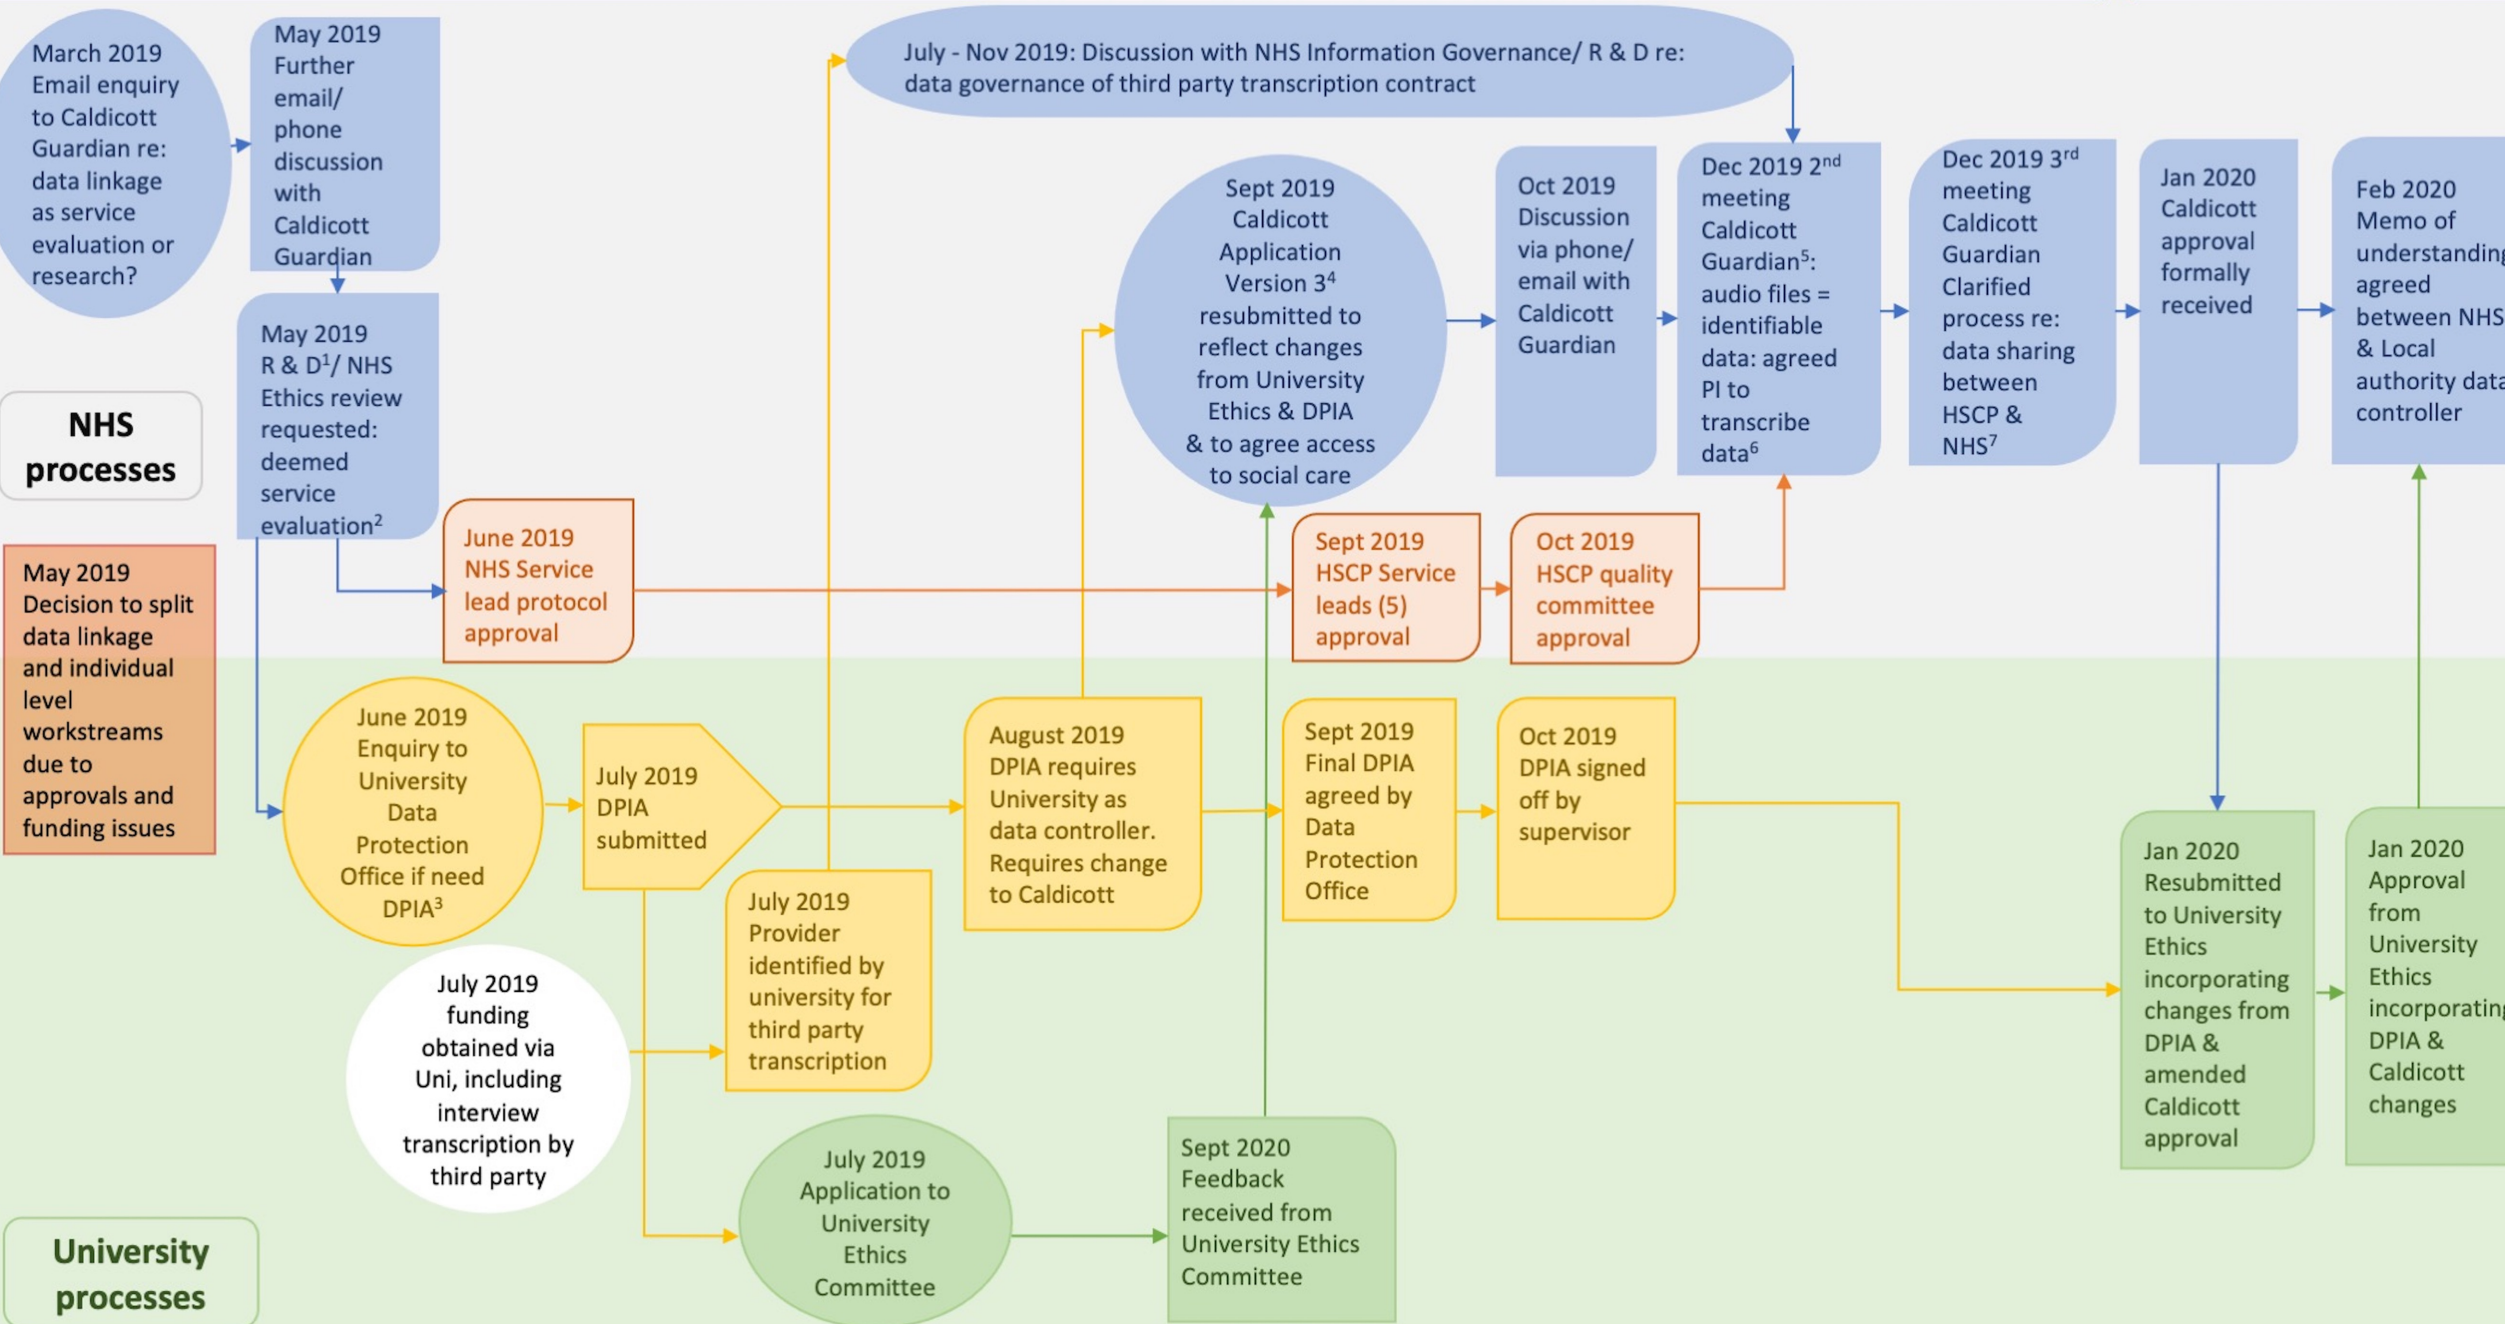 March 2019
Email enquiry
to Caldicott
Guardian re:
data linkage
as service
evaluation or
research?
May 2019
Further
email/
phone
discussion
with
Caldicott
Guardian
July - Nov 2019: Discussion with NHS Information Governance/ R & D re:
data governance of third party transcription contract
May 2019
R & D¹/ NHS
Ethics review
requested:
deemed
service
evaluation²
Sept 2019
Caldicott
Application
Version 3⁴
resubmitted to
reflect changes
from University
Ethics & DPIA
& to agree access
to social care
Oct 2019
Discussion
via phone/
email with
Caldicott
Guardian
Dec 2019 2ⁿᵈ
meeting
Caldicott
Guardian⁵:
audio files =
identifiable
data: agreed
PI to
transcribe
data⁶
Dec 2019 3ʳᵈ
meeting
Caldicott
Guardian
Clarified
process re:
data sharing
between
HSCP &
NHS⁷
Jan 2020
Caldicott
approval
formally
received
Feb 2020
Memo of
understanding
agreed
between NHS
& Local
authority data
controller
NHS
processes
June 2019
NHS Service
lead protocol
approval
Sept 2019
HSCP Service
leads (5)
approval
Oct 2019
HSCP quality
committee
approval
May 2019
Decision to split
data linkage
and individual
level
workstreams
due to
approvals and
funding issues
June 2019
Enquiry to
University
Data
Protection
Office if need
DPIA³
July 2019
DPIA
submitted
July 2019
Provider
identified by
university for
third party
transcription
August 2019
DPIA requires
University as
data controller.
Requires change
to Caldicott
Sept 2019
Final DPIA
agreed by
Data
Protection
Office
Oct 2019
DPIA signed
off by
supervisor
Jan 2020
Resubmitted
to University
Ethics
incorporating
changes from
DPIA &
amended
Caldicott
approval
Jan 2020
Approval
from
University
Ethics
incorporating
DPIA &
Caldicott
changes
July 2019
funding
obtained via
Uni, including
interview
transcription by
third party
July 2019
Application to
University
Ethics
Committee
Sept 2020
Feedback
received from
University Ethics
Committee
University
processes